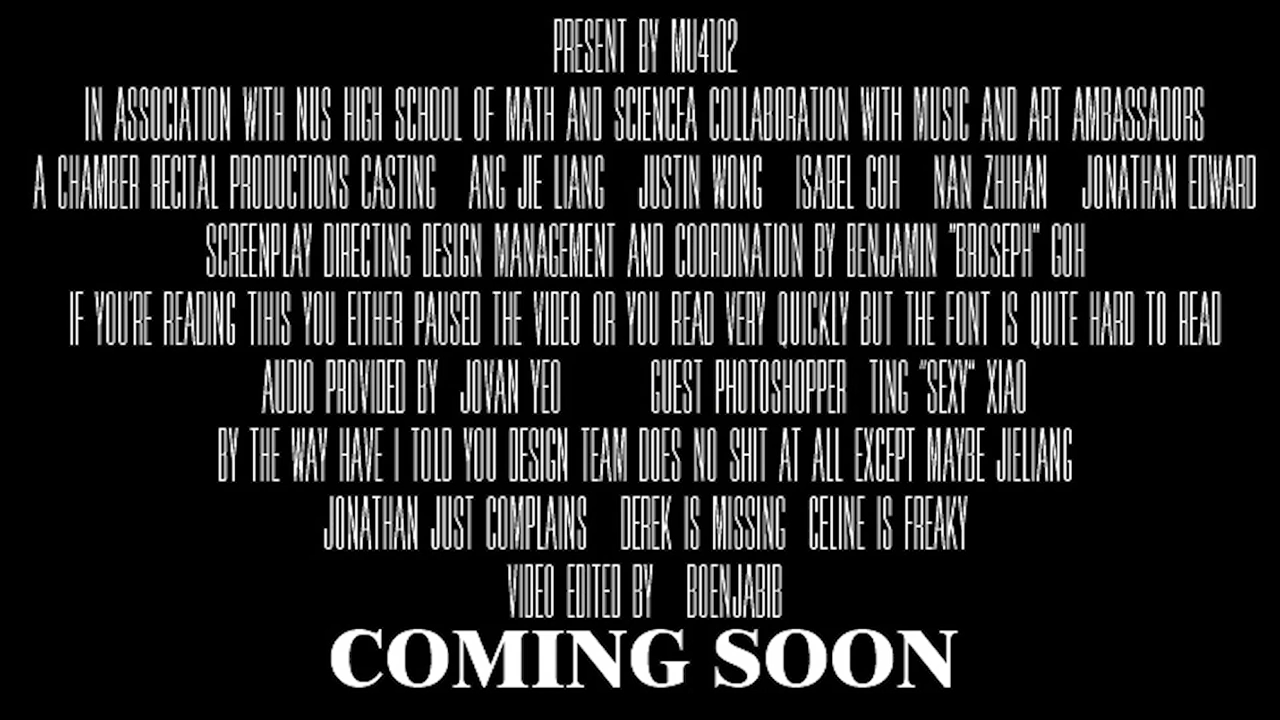 PRESENT BY MU4102
IN ASSOCIATION WITH NUS HIGH SCHOOL OF MATH AND SCIENCEA COLLABORATION WITH MUSIC AND ART AMBASSADORS
A CHAMBER RECITAL PRODUCTIONS CASTING ANG JIE LIANG JUSTIN WONG ISABEL GOH NAN ZHIHAN JONATHAN EDWARD
SCREENPLAY DIRECTING DESIGN MANAGEMENT AND COORDINATION BY BENJAMIN "BROSEPH" GOH
IF YOU'RE READING THIS YOU EITHER PAUSED THE VIDEO OR YOU READ VERY QUICKLY BUT THE FONT IS QUITE HARD TO READ
AUDIO PROVIDED BY JOVAN YEO GUEST PHOTOSHOPPER TING "SEXY" XIAO
BY THE WAY HAVE I TOLD YOU DESIGN TEAM DOES NO SHIT AT ALL EXCEPT MAYBE JIELIANG
JONATHAN JUST COMPLAINS DEREK IS MISSING CELINE IS FREAKY
VIDEO EDITED BY BOENJABIB
COMING SOON